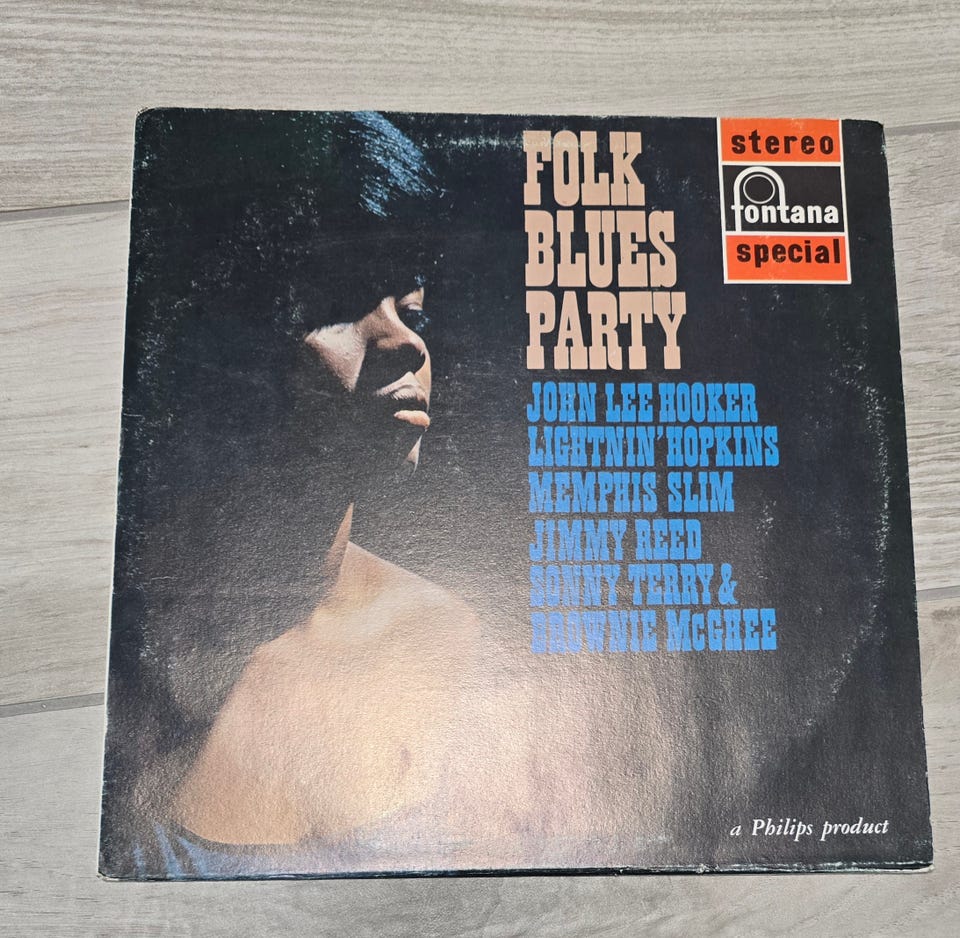 FOLK
BLUES
PARTY
stereo
fontana
special
JOHN LEE HOOKER
LIGHTNIN' HOPKINS
MEMPHIS SLIM
JIMMY REED
SONNY TERRY &
BROWNIE McGHEE
a Philips product